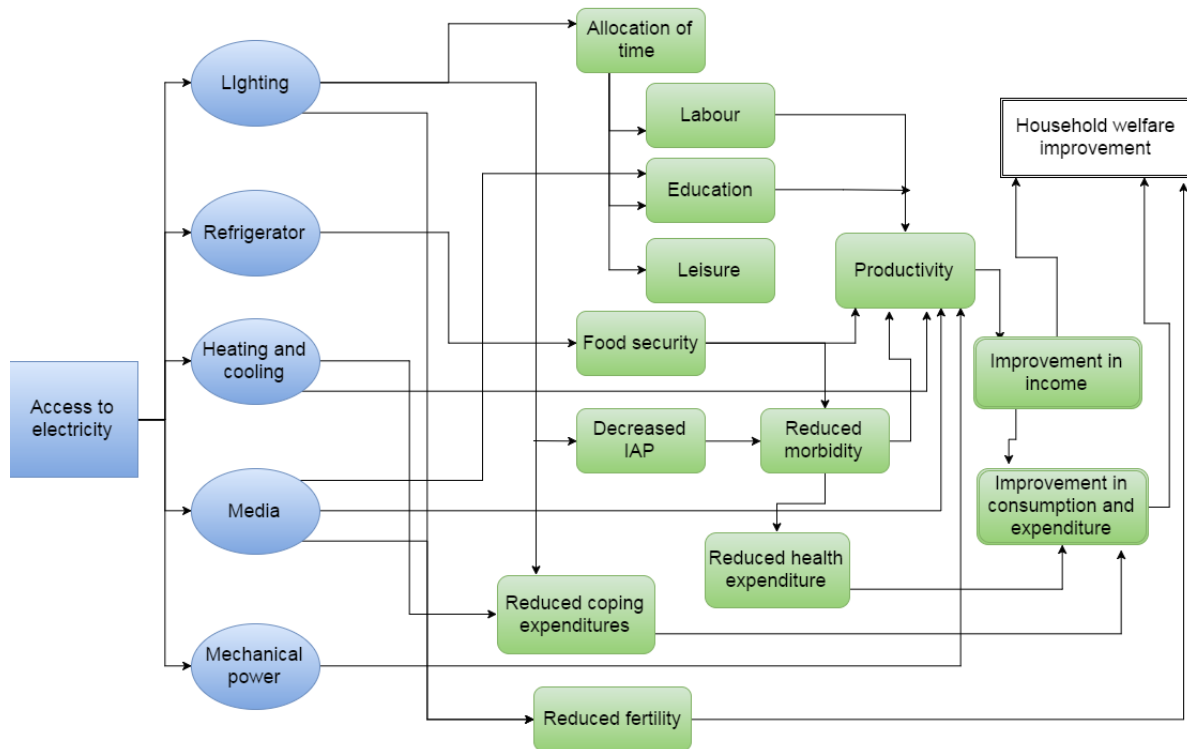 Allocation of
time
LIghting
Labour
Household welfare
improvement
Education
Refrigerator
Leisure
Productivity
Food security
Heating and
cooling
Improvement in
income
Access to
electricity
Decreased
IAP
Reduced
morbidity
Media
Improvement in
consumption and
expenditure
Reduced health
expenditure
Reduced coping
expenditures
Mechanical
power
Reduced fertility